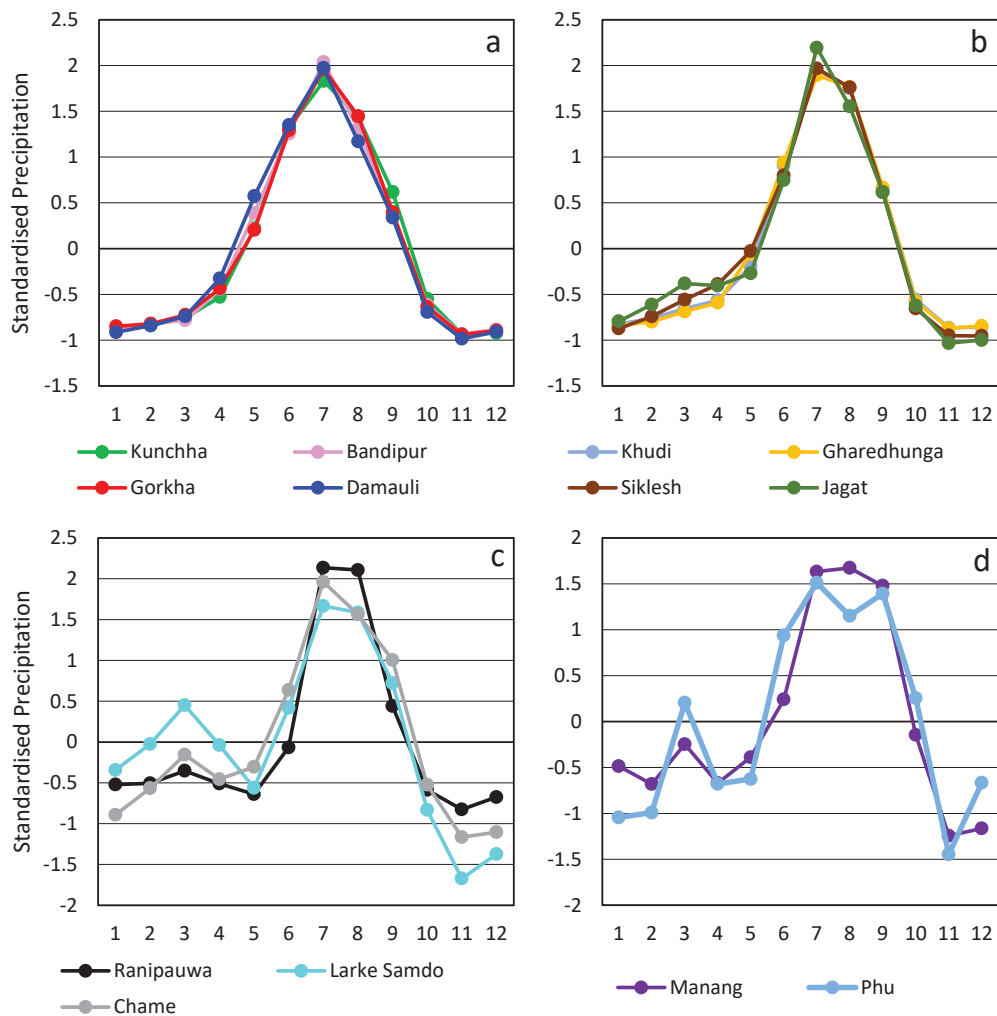 a
2.5
2
1.5
1
0.5
0
-0.5
-1
-1.5
Standardised Precipitation
1 2 3 4 5 6 7 8 9 10 11 12
Kunchha Bandipur
Gorkha Damauli
b
2.5
2
1.5
1
0.5
0
-0.5
-1
-1.5
1 2 3 4 5 6 7 8 9 10 11 12
Khudi Gharedhunga
Siklesh Jagat
c
2.5
2
1.5
1
0.5
0
-0.5
-1
-1.5
-2
Standardised Precipitation
1 2 3 4 5 6 7 8 9 10 11 12
Ranipauwa Larke Samdo
Chame
d
2
1.5
1
0.5
0
-0.5
-1
-1.5
-2
1 2 3 4 5 6 7 8 9 10 11 12
Manang Phu